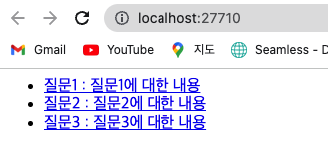 localhost:27710
Gmail YouTube 지도 Seamless - D
질문1 : 질문1에 대한 내용
질문2 : 질문2에 대한 내용
질문3 : 질문3에 대한 내용